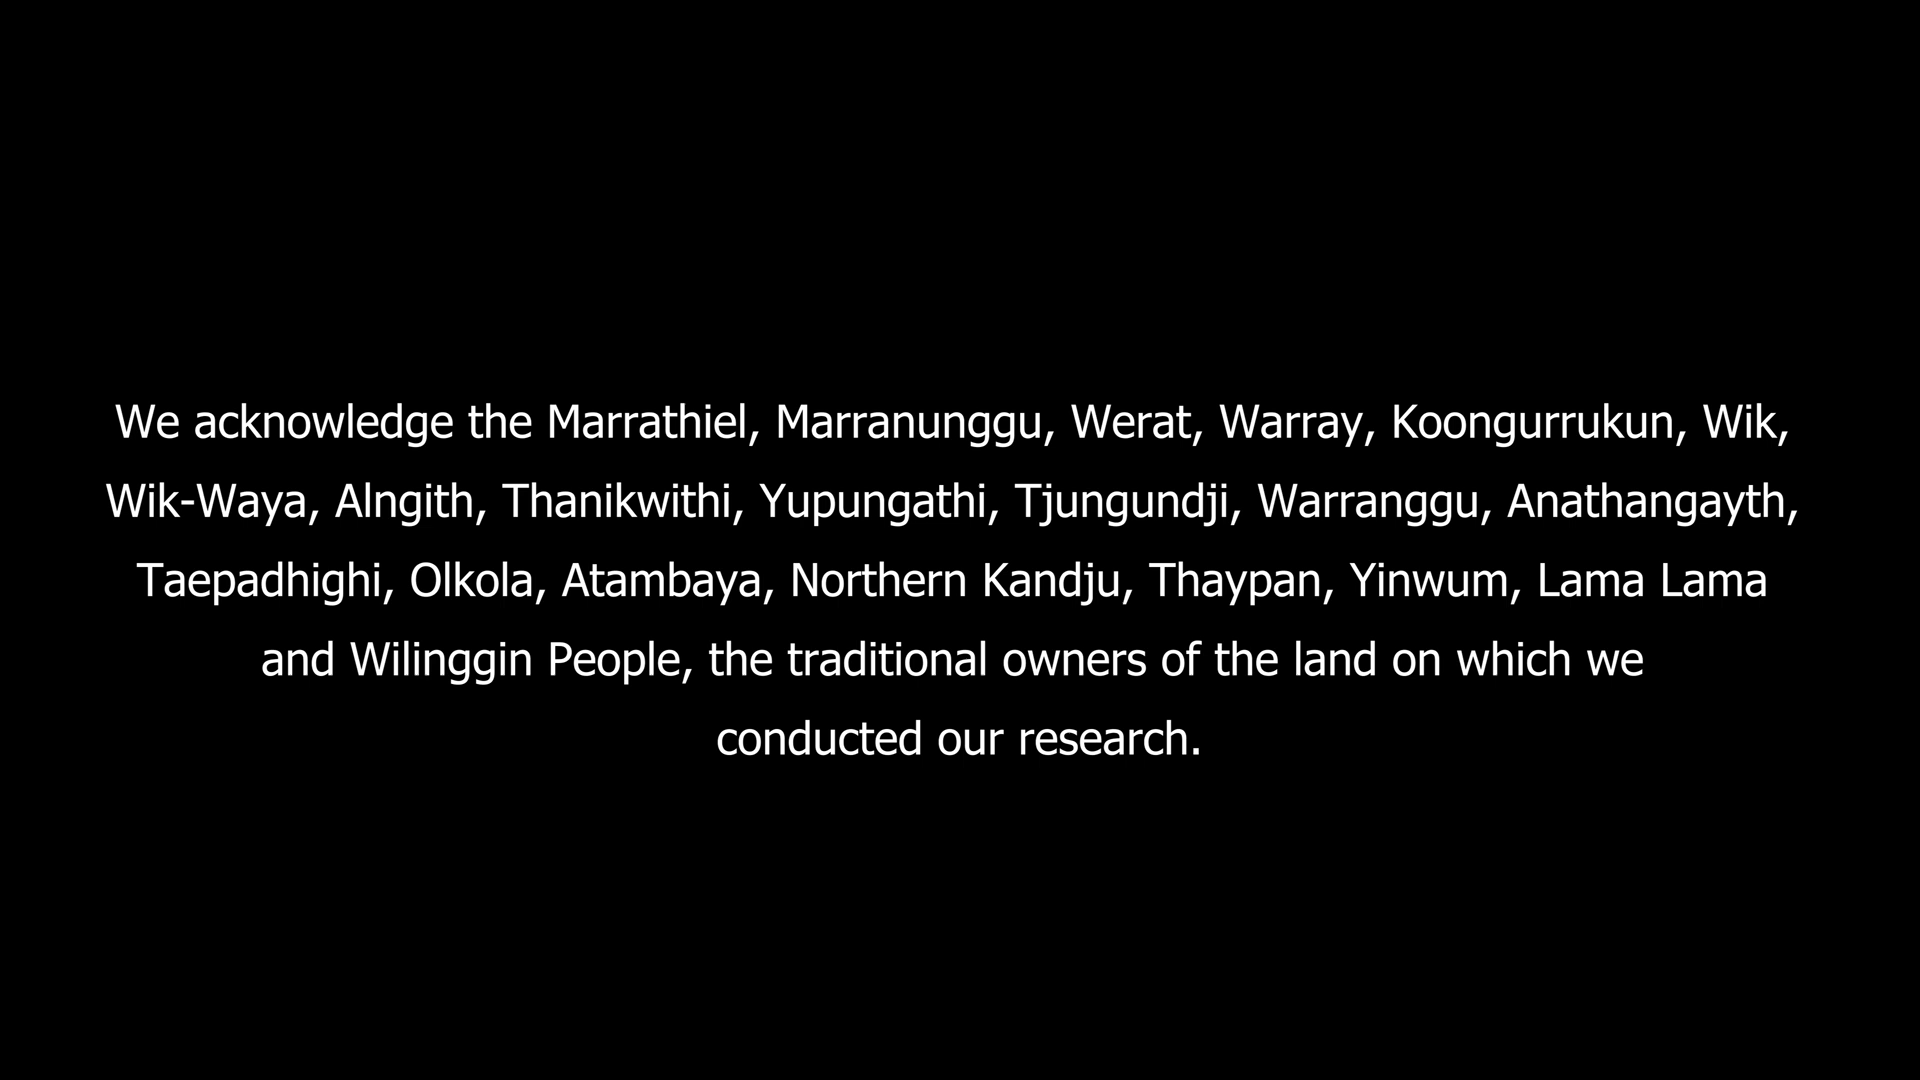 We acknowledge the Marrathiel, Marranunggu, Werat, Warray, Koongurrukun, Wik,
Wik-Waya, Alngith, Thanikwithi, Yupungathi, Tjungundji, Warranggu, Anathangayth,
Taepadhighi, Olkola, Atambaya, Northern Kandju, Thaypan, Yinwum, Lama Lama
and Wilinggin People, the traditional owners of the land on which we
conducted our research.